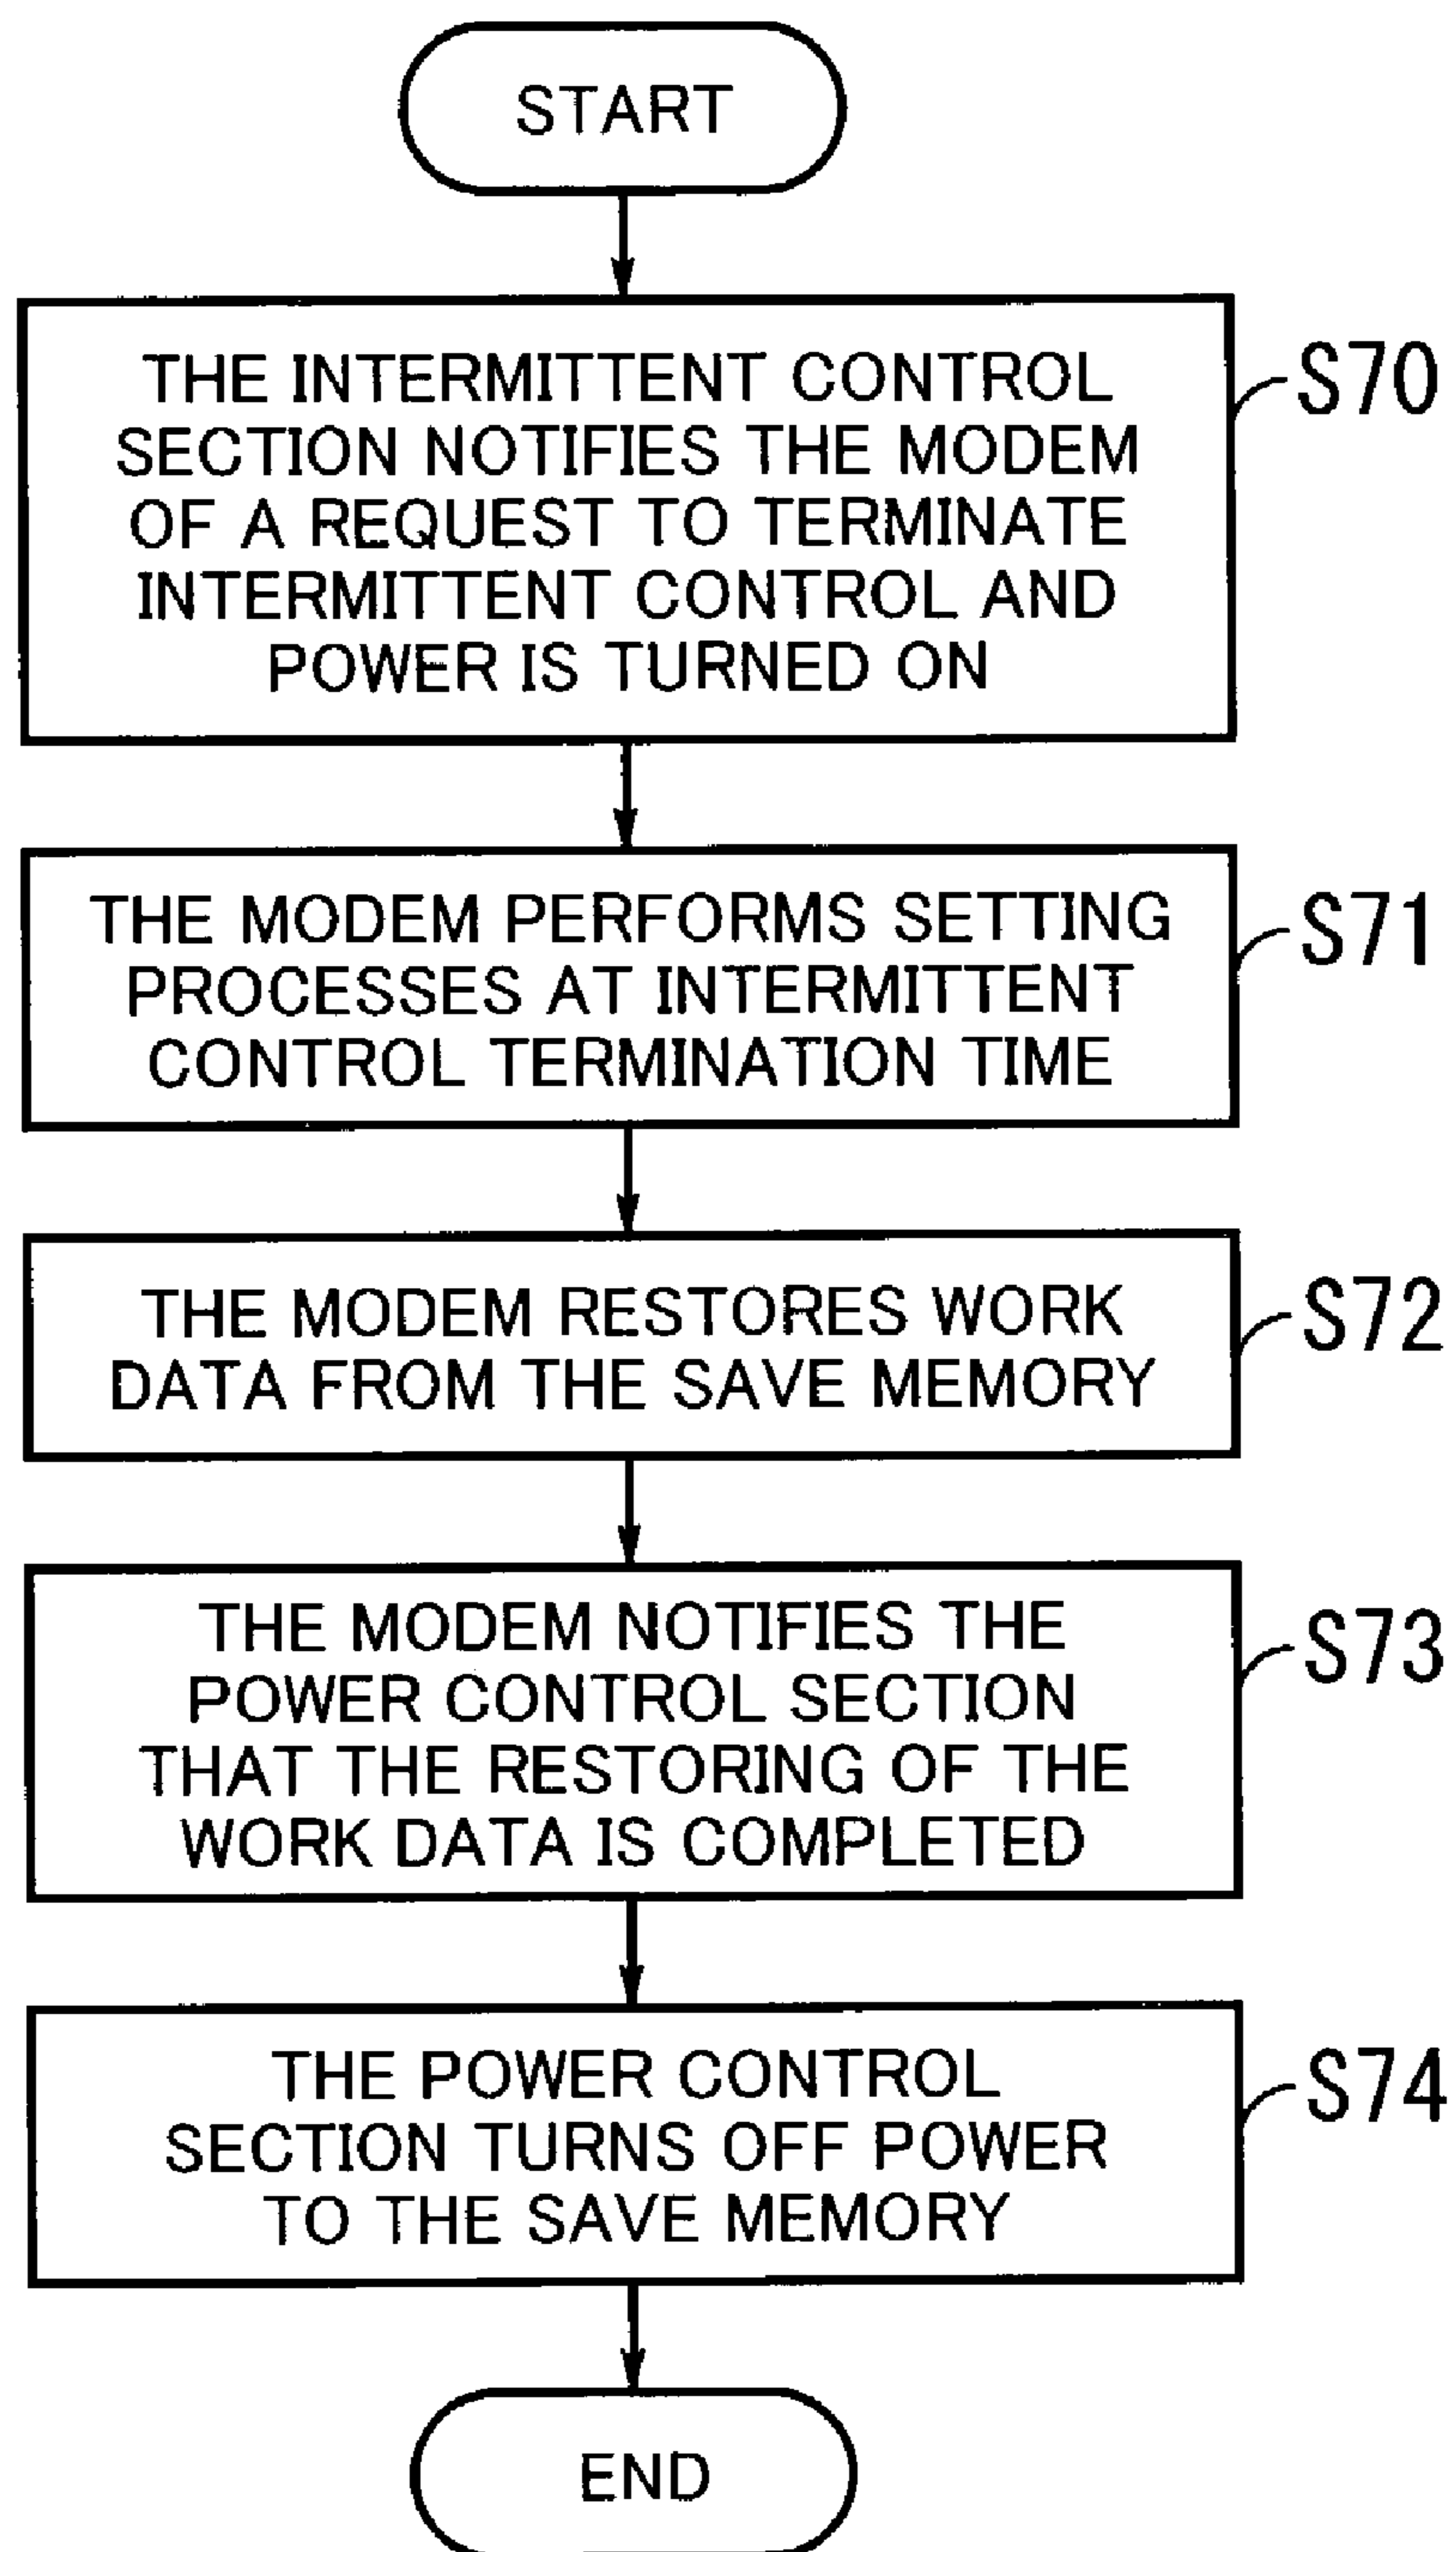 START
THE INTERMITTENT CONTROL
SECTION NOTIFIES THE MODEM
OF A REQUEST TO TERMINATE
INTERMITTENT CONTROL AND
POWER IS TURNED ON
S70
THE MODEM PERFORMS SETTING
PROCESSES AT INTERMITTENT
CONTROL TERMINATION TIME
S71
THE MODEM RESTORES WORK
DATA FROM THE SAVE MEMORY
S72
THE MODEM NOTIFIES THE
POWER CONTROL SECTION
THAT THE RESTORING OF THE
WORK DATA IS COMPLETED
S73
THE POWER CONTROL
SECTION TURNS OFF POWER
TO THE SAVE MEMORY
S74
END